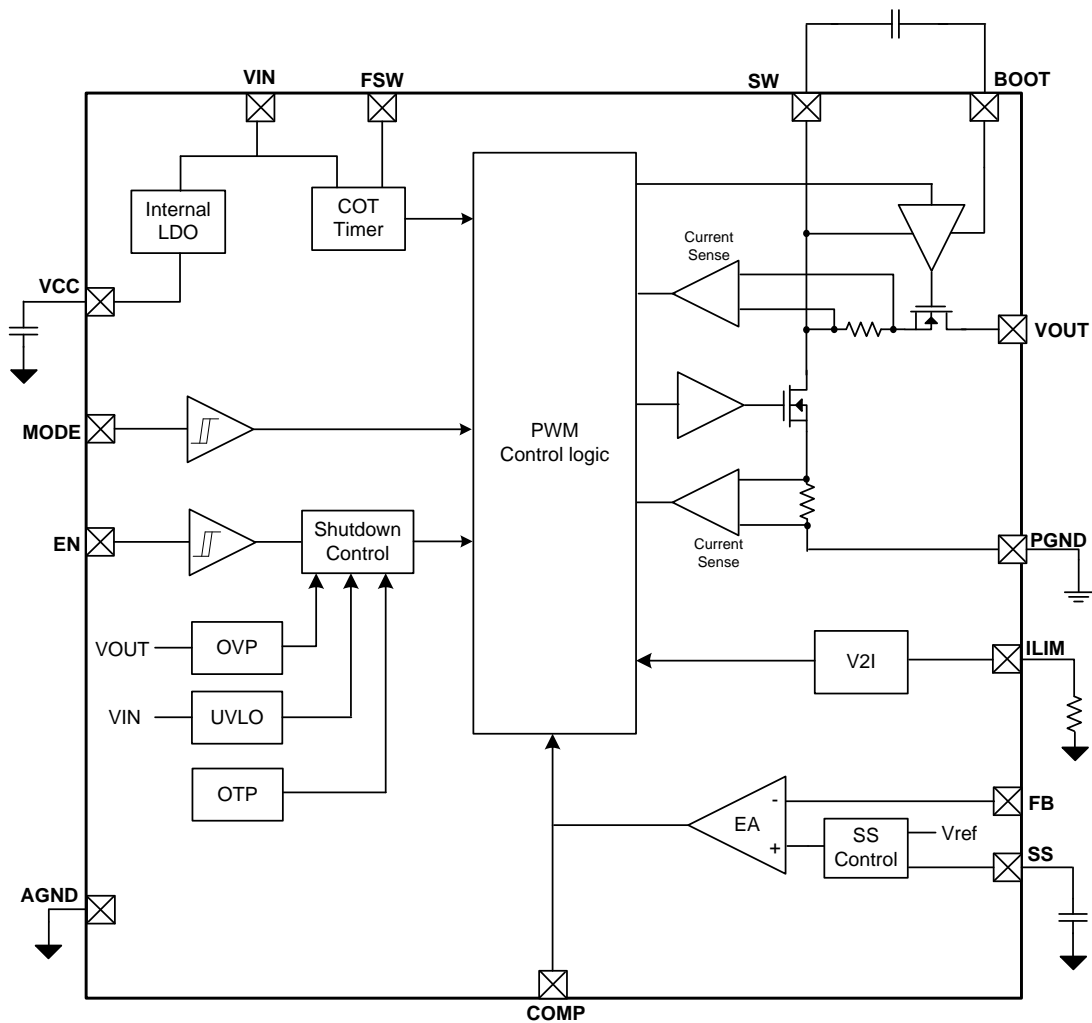 VIN
FSW
SW
BOOT
Internal
LDO
COT
Timer
Current
Sense
VCC
VOUT
MODE
PWM
Control logic
EN
Shutdown
Control
Current
Sense
PGND
VOUT
OVP
V2I
ILIM
VIN
UVLO
OTP
-
EA
+
FB
SS
Control
Vref
SS
AGND
COMP